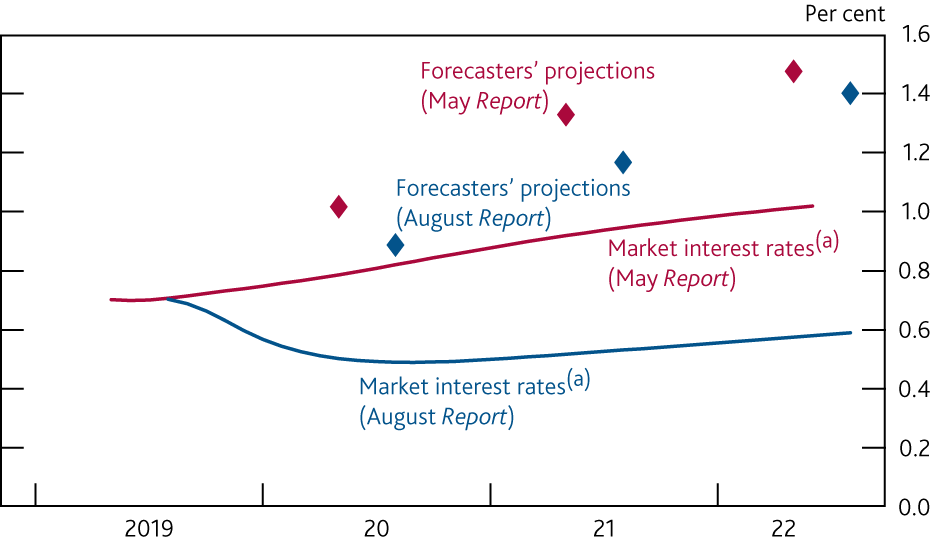 Per cent
1.6
Forecasters’ projections
(May Report)
1.4
1.2
Forecasters’ projections
(August Report)
1.0
Market interest rates(a)
(May Report)
0.8
0.6
Market interest rates(a)
(August Report)
0.4
0.2
0.0
2019 20 21 22